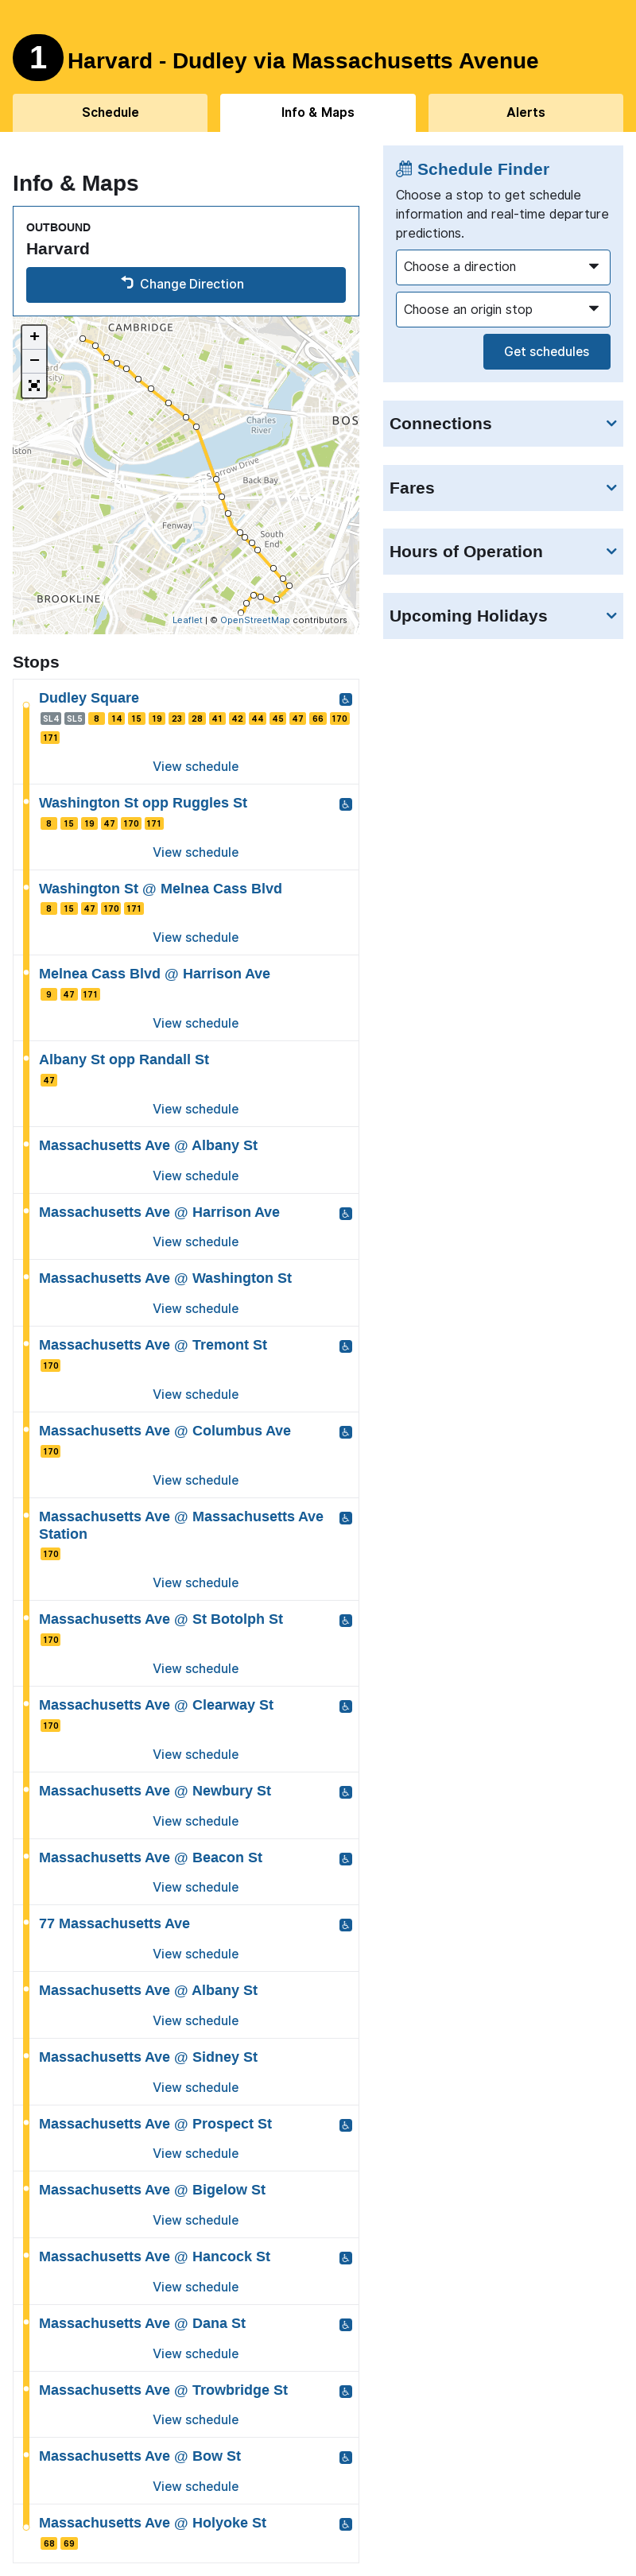 1 Harvard - Dudley via Massachusetts Avenue
Schedule
Info & Maps
Alerts
Info & Maps
OUTBOUND
Harvard
Change Direction
+
−
CAMBRIDGE
Charles
River
Storrow Drive
Back Bay
Fenway
South
End
BROOKLINE
Leaflet | © OpenStreetMap contributors
Stops
Dudley Square
SL4 SL5 8 14 15 19 23 28 41 42 44 45 47 66 170
171
View schedule
Washington St opp Ruggles St
8 15 19 47 170 171
View schedule
Washington St @ Melnea Cass Blvd
8 15 47 170 171
View schedule
Melnea Cass Blvd @ Harrison Ave
9 47 171
View schedule
Albany St opp Randall St
47
View schedule
Massachusetts Ave @ Albany St
View schedule
Massachusetts Ave @ Harrison Ave
View schedule
Massachusetts Ave @ Washington St
View schedule
Massachusetts Ave @ Tremont St
170
View schedule
Massachusetts Ave @ Columbus Ave
170
View schedule
Massachusetts Ave @ Massachusetts Ave
Station
170
View schedule
Massachusetts Ave @ St Botolph St
170
View schedule
Massachusetts Ave @ Clearway St
170
View schedule
Massachusetts Ave @ Newbury St
View schedule
Massachusetts Ave @ Beacon St
View schedule
77 Massachusetts Ave
View schedule
Massachusetts Ave @ Albany St
View schedule
Massachusetts Ave @ Sidney St
View schedule
Massachusetts Ave @ Prospect St
View schedule
Massachusetts Ave @ Bigelow St
View schedule
Massachusetts Ave @ Hancock St
View schedule
Massachusetts Ave @ Dana St
View schedule
Massachusetts Ave @ Trowbridge St
View schedule
Massachusetts Ave @ Bow St
View schedule
Massachusetts Ave @ Holyoke St
68 69
Schedule Finder
Choose a stop to get schedule
information and real-time departure
predictions.
Choose a direction
Choose an origin stop
Get schedules
Connections
Fares
Hours of Operation
Upcoming Holidays